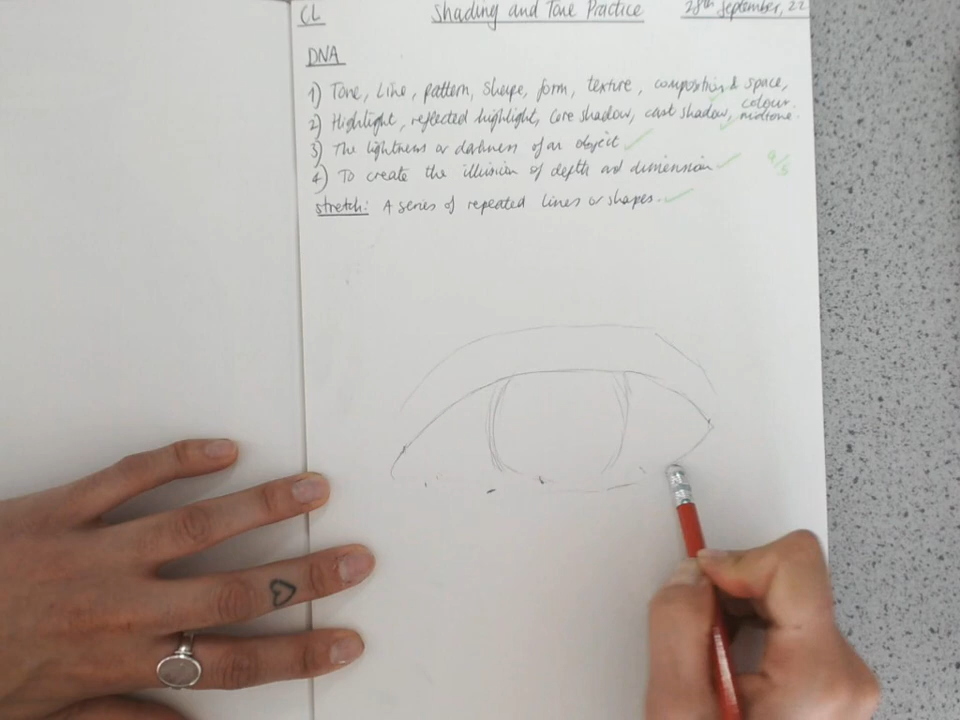 CL Shading and Tone Practice 28th September, 22
DNA
1) Tone, Line, pattern, shape, form, texture, composition & space, colour.
2) Highlight, reflected highlight, core shadow, cast shadow, midtone.
3) The lightness or darkness of an object
4) To create the illusion of depth and dimension
stretch: A series of repeated lines or shapes.
9/5